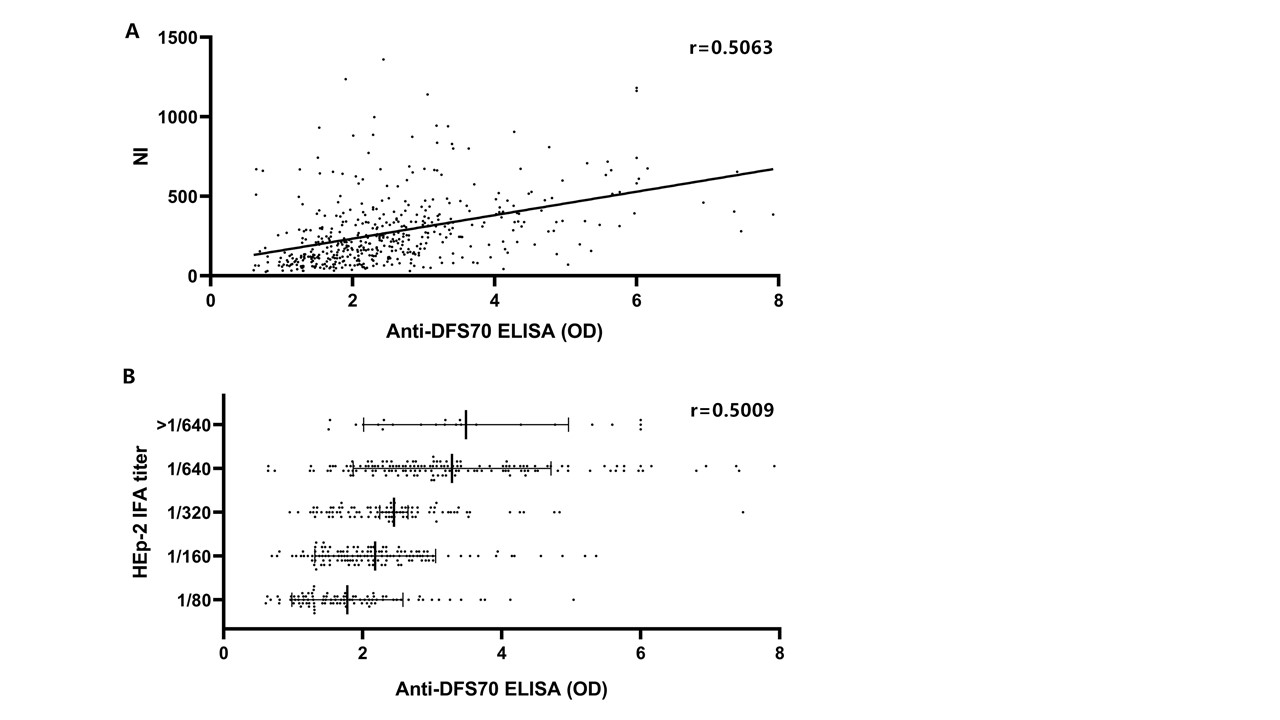 A
r=0.5063
1500
1000
500
0
NI
0 2 4 6 8
Anti-DFS70 ELISA (OD)
B
r=0.5009
>1/640
1/640
1/320
1/160
1/80
HEp-2 IFA titer
0 2 4 6 8
Anti-DFS70 ELISA (OD)